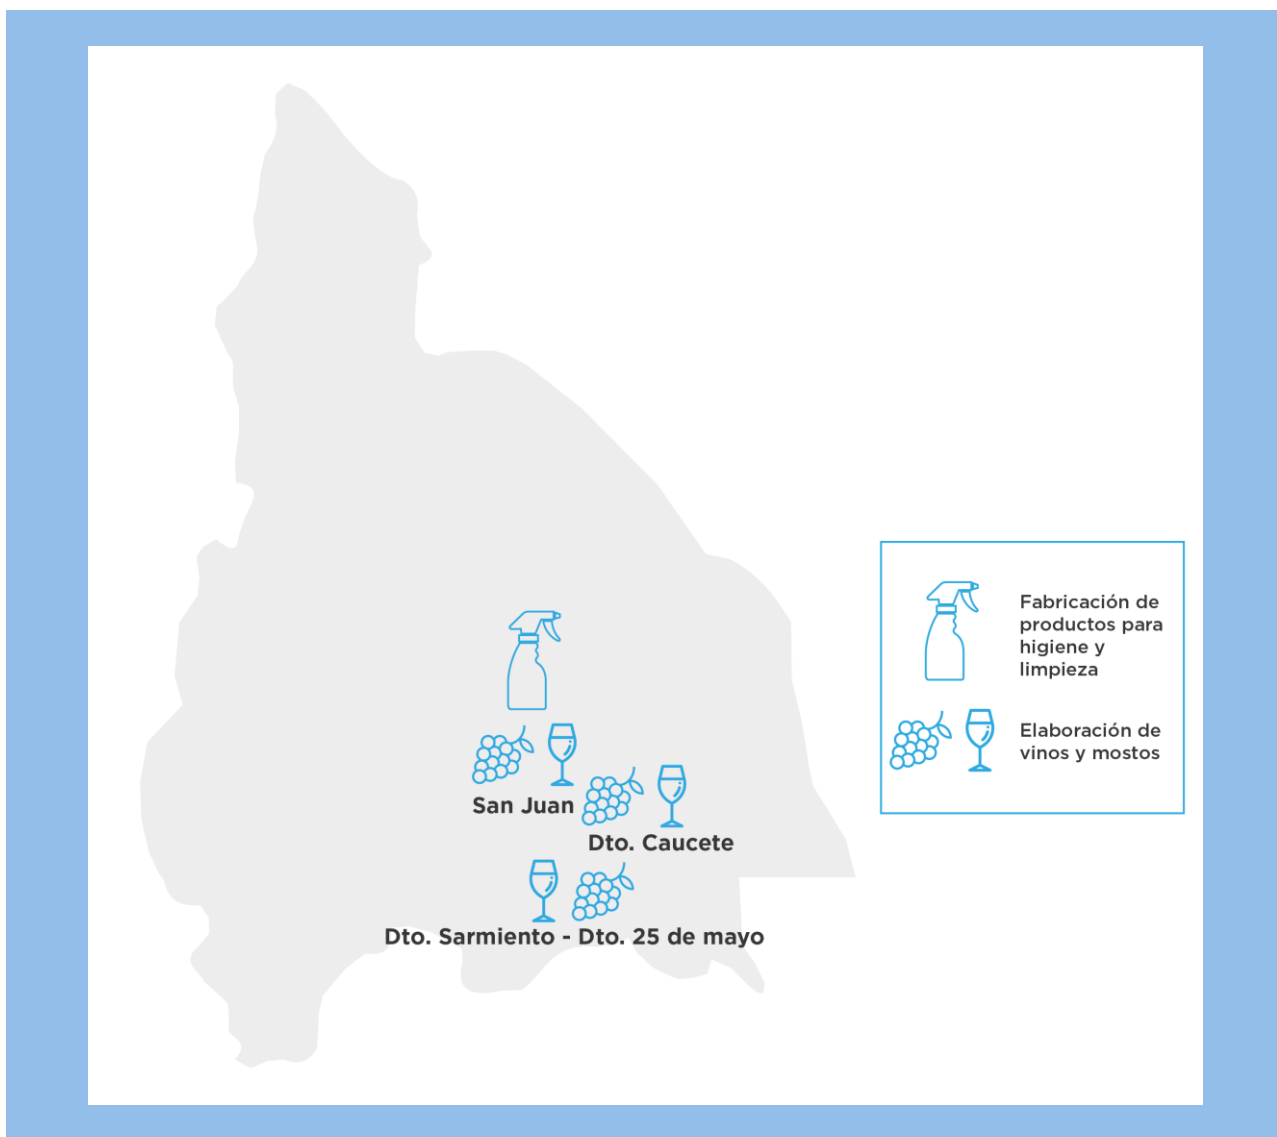 Fabricación de
productos para
higiene y
limpieza
Elaboración de
vinos y mostos
San Juan
Dto. Caucete
Dto. Sarmiento - Dto. 25 de mayo